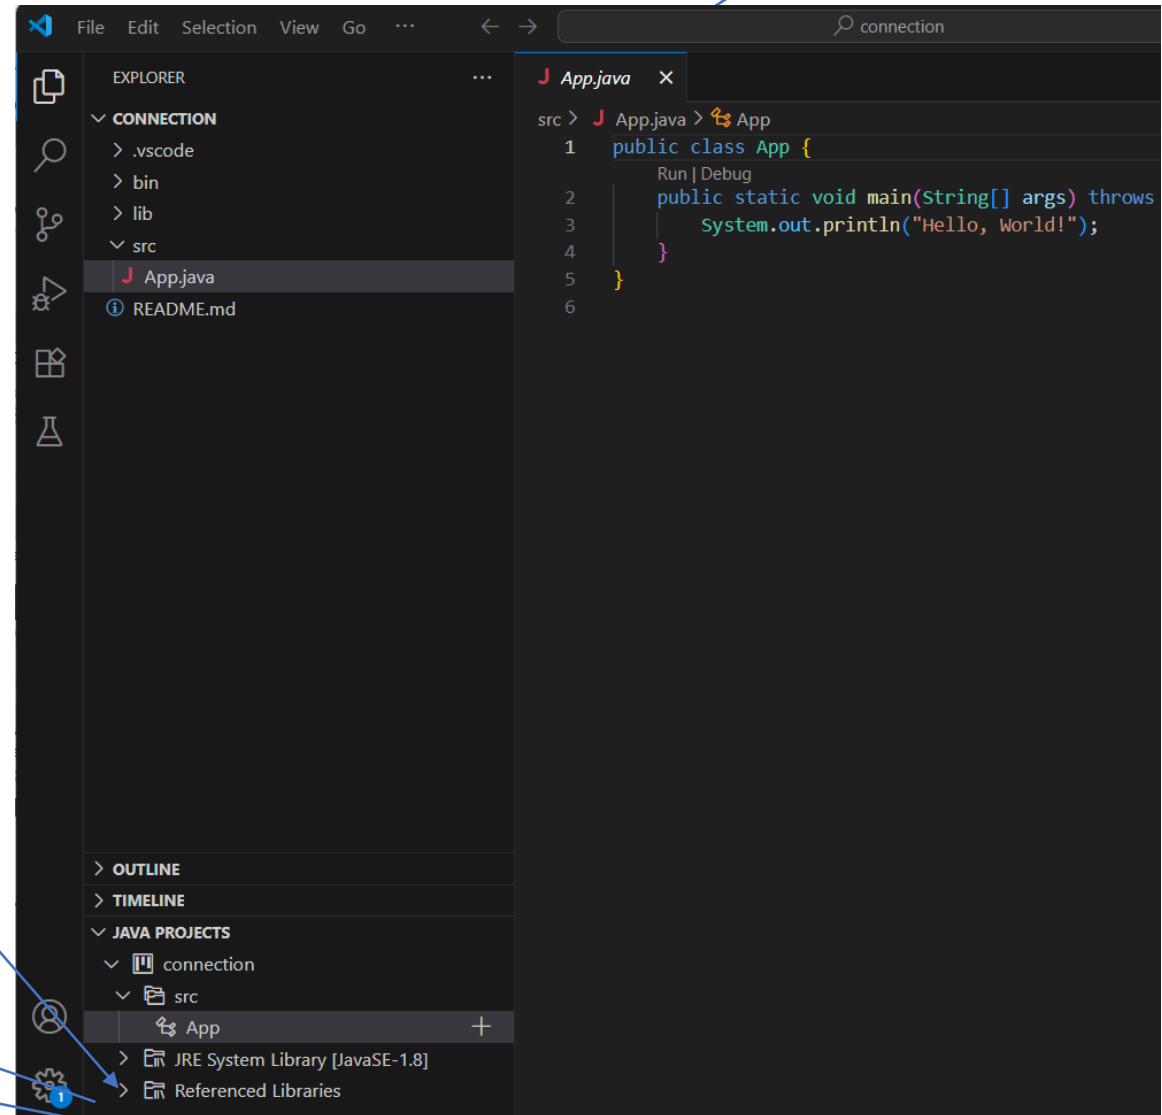 File Edit Selection View Go ··· connection
EXPLORER ···
CONNECTION
.vscode
bin
lib
src
J App.java
README.md
J App.java
src > J App.java > App
1 public class App {
Run | Debug
2 public static void main(String[] args) throws
3 System.out.println("Hello, World!");
4 }
5 }
6
OUTLINE
TIMELINE
JAVA PROJECTS
connection
src
App
JRE System Library [JavaSE-1.8]
Referenced Libraries
1